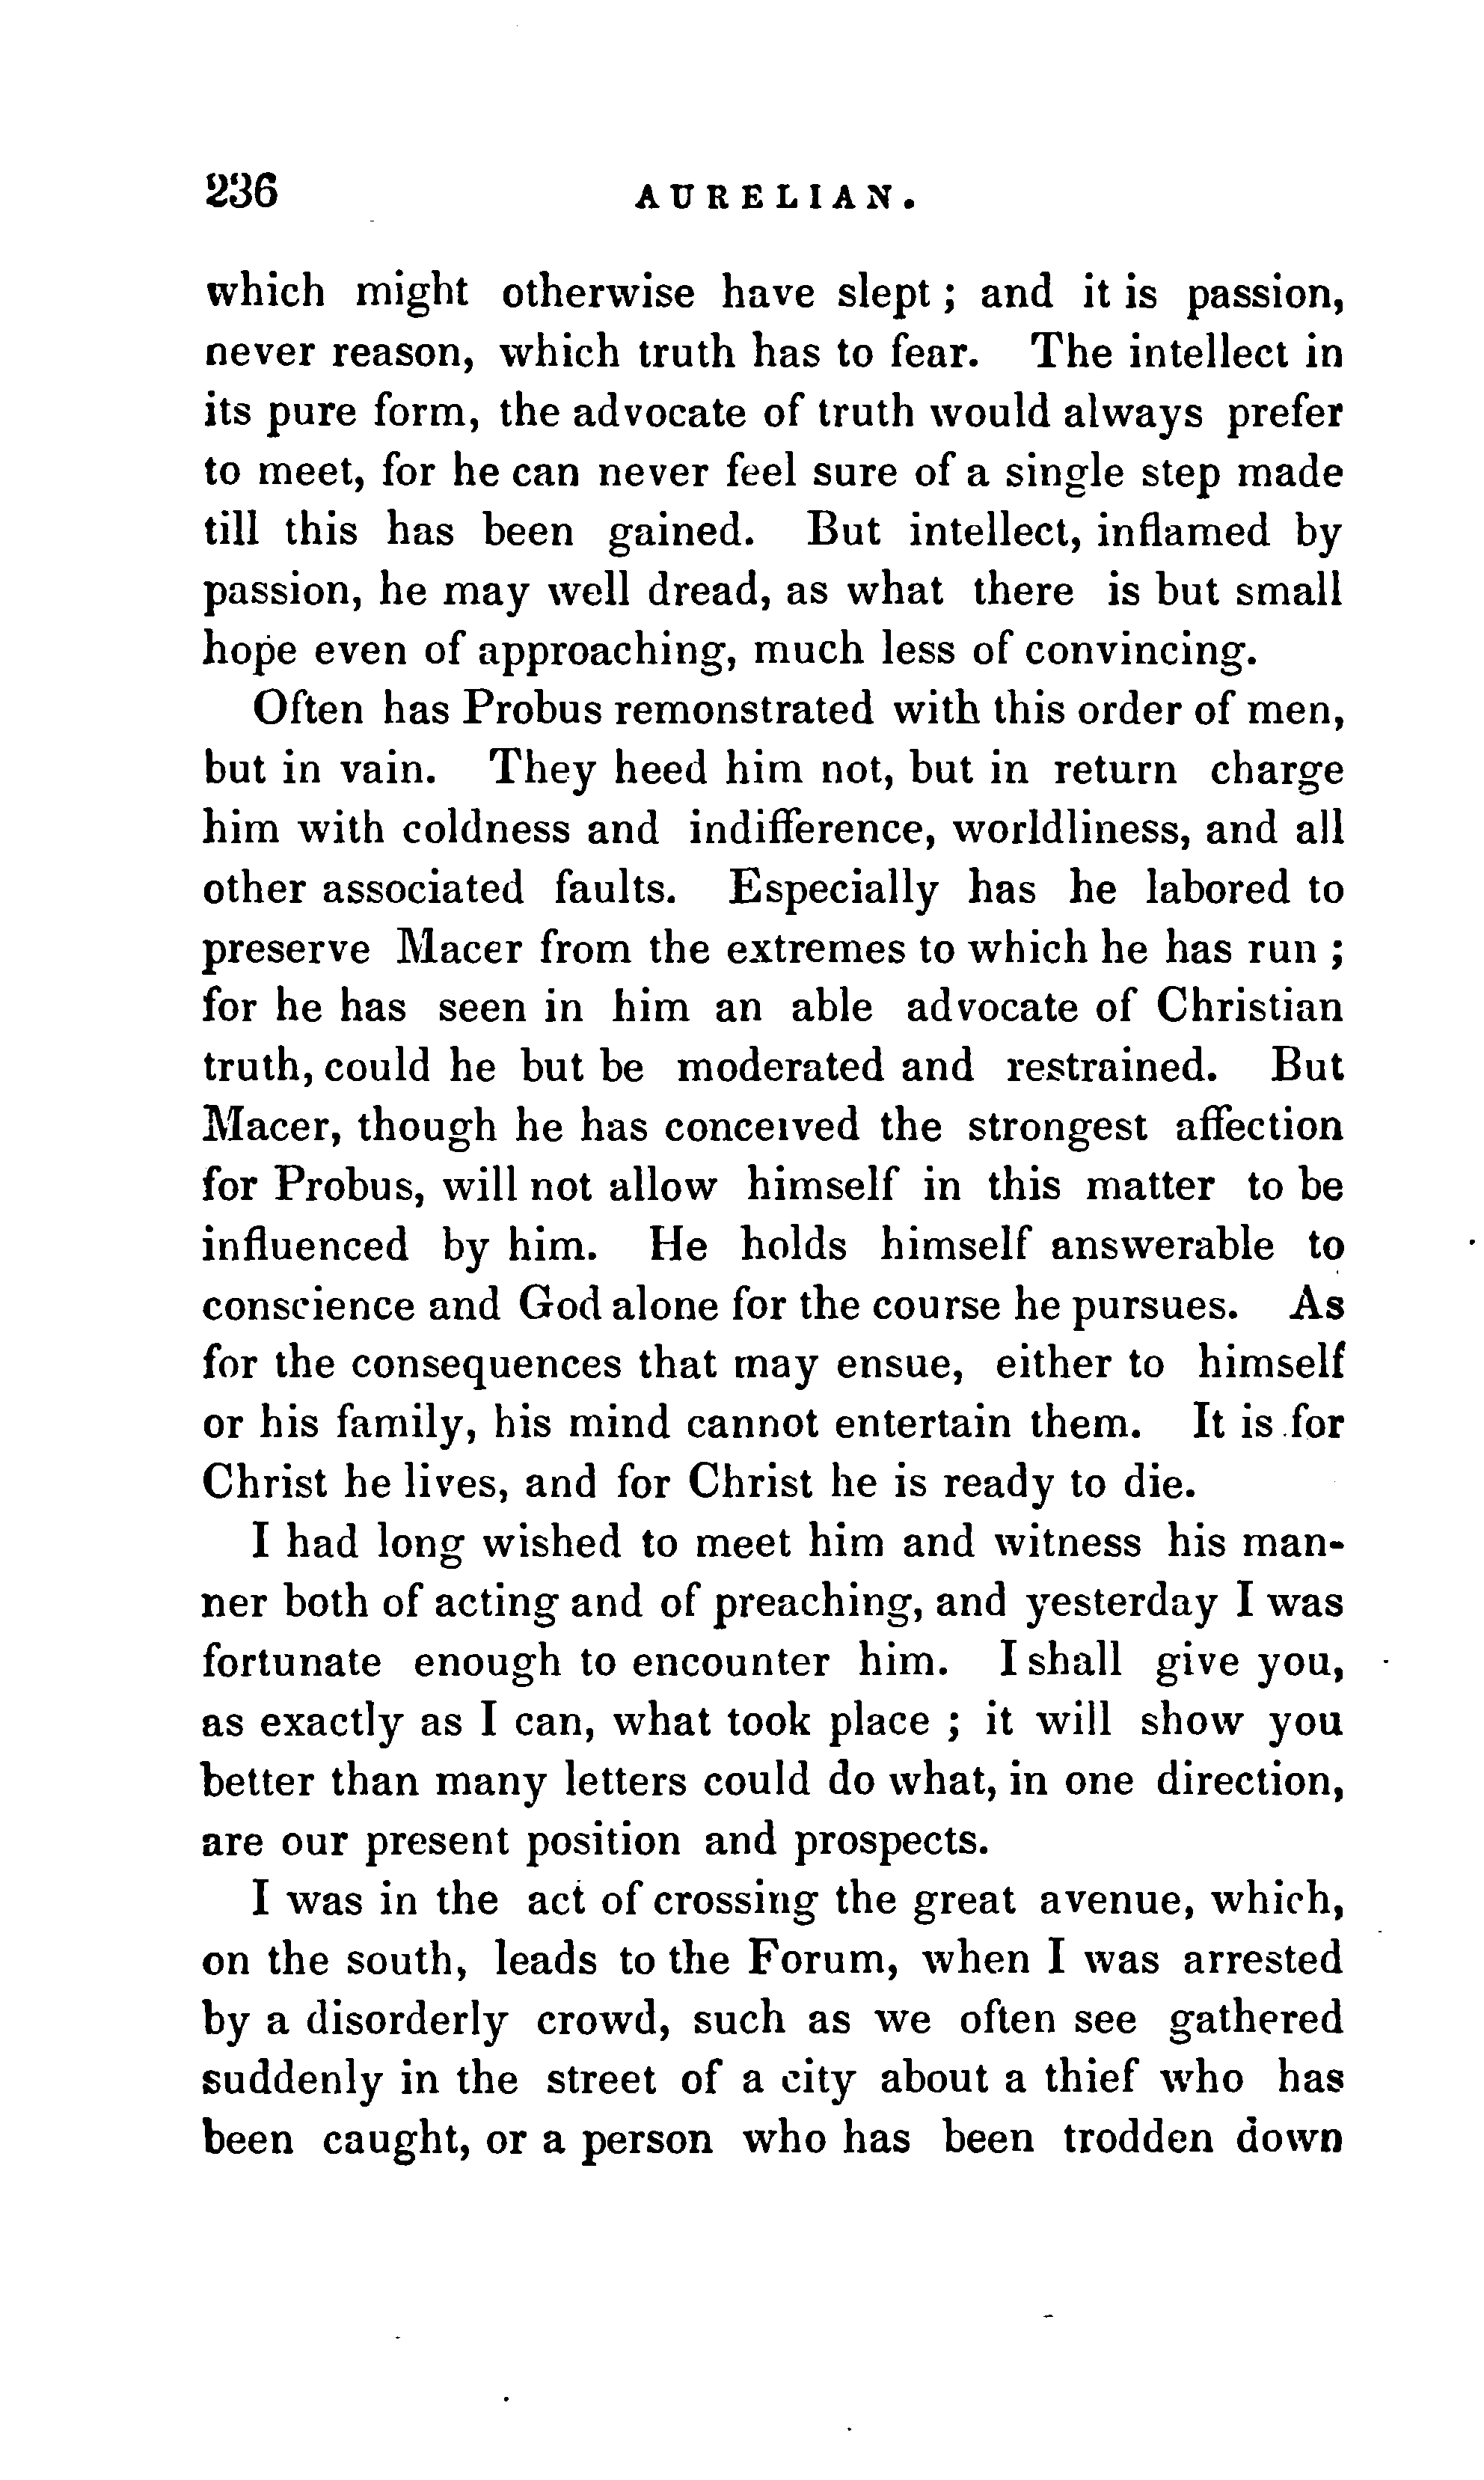 236 AURELIAN.
which might otherwise have slept ; and it is passion,
never reason, which truth has to fear. The intellect in
its pure form, the advocate of truth would always prefer
to meet, for he can never feel sure of a single step made
till this has been gained. But intellect, inflamed by
passion, he may well dread, as what there is but small
hope even of approaching, much less of convincing.
Often has Probus remonstrated with this order of men,
but in vain. They heed him not, but in return charge
him with coldness and indifference, worldliness, and all
other associated faults. Especially has he labored to
preserve Macer from the extremes to which he has run ;
for he has seen in him an able advocate of Christian
truth, could he but be moderated and restrained. But
Macer, though he has conceived the strongest affection
for Probus, will not allow himself in this matter to be
influenced by him. He holds himself answerable to
conscience and God alone for the course he pursues. As
for the consequences that may ensue, either to himself
or his family, his mind cannot entertain them. It is for
Christ he lives, and for Christ he is ready to die.
I had long wished to meet him and witness his man-
ner both of acting and of preaching, and yesterday I was
fortunate enough to encounter him. I shall give you,
as exactly as I can, what took place ; it will show you
better than many letters could do what, in one direction,
are our present position and prospects.
I was in the act of crossing the great avenue, which,
on the south, leads to the Forum, when I was arrested
by a disorderly crowd, such as we often see gathered
suddenly in the street of a city about a thief who has
been caught, or a person who has been trodden down